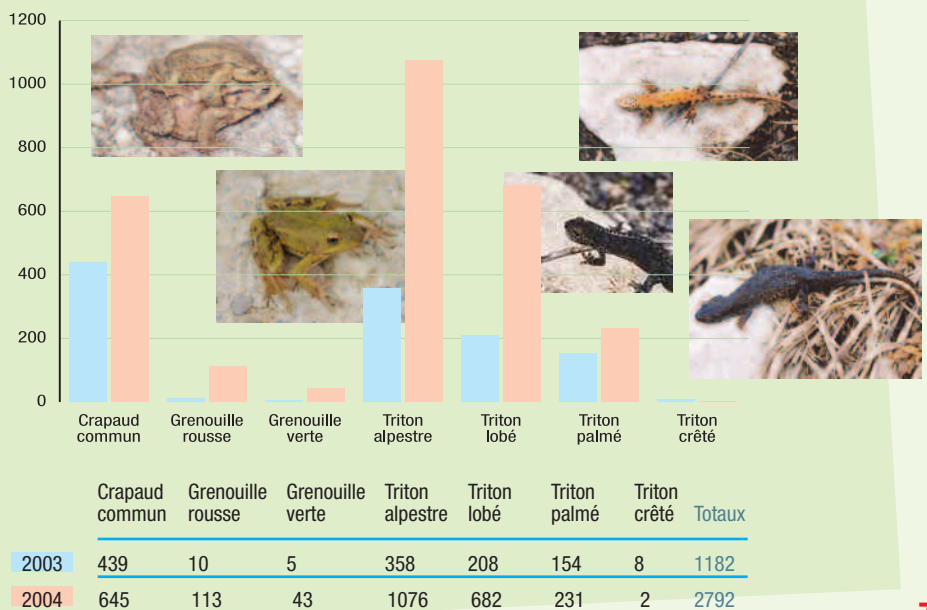 1200
1000
800
600
400
200
0
Crapaud commun
Grenouille rousse
Grenouille verte
Triton alpestre
Triton lobé
Triton palmé
Triton crêté
Crapaud commun Grenouille rousse Grenouille verte Triton alpestre Triton lobé Triton palmé Triton crêté Totaux
2003 439 10 5 358 208 154 8 1182
2004 645 113 43 1076 682 231 2 2792